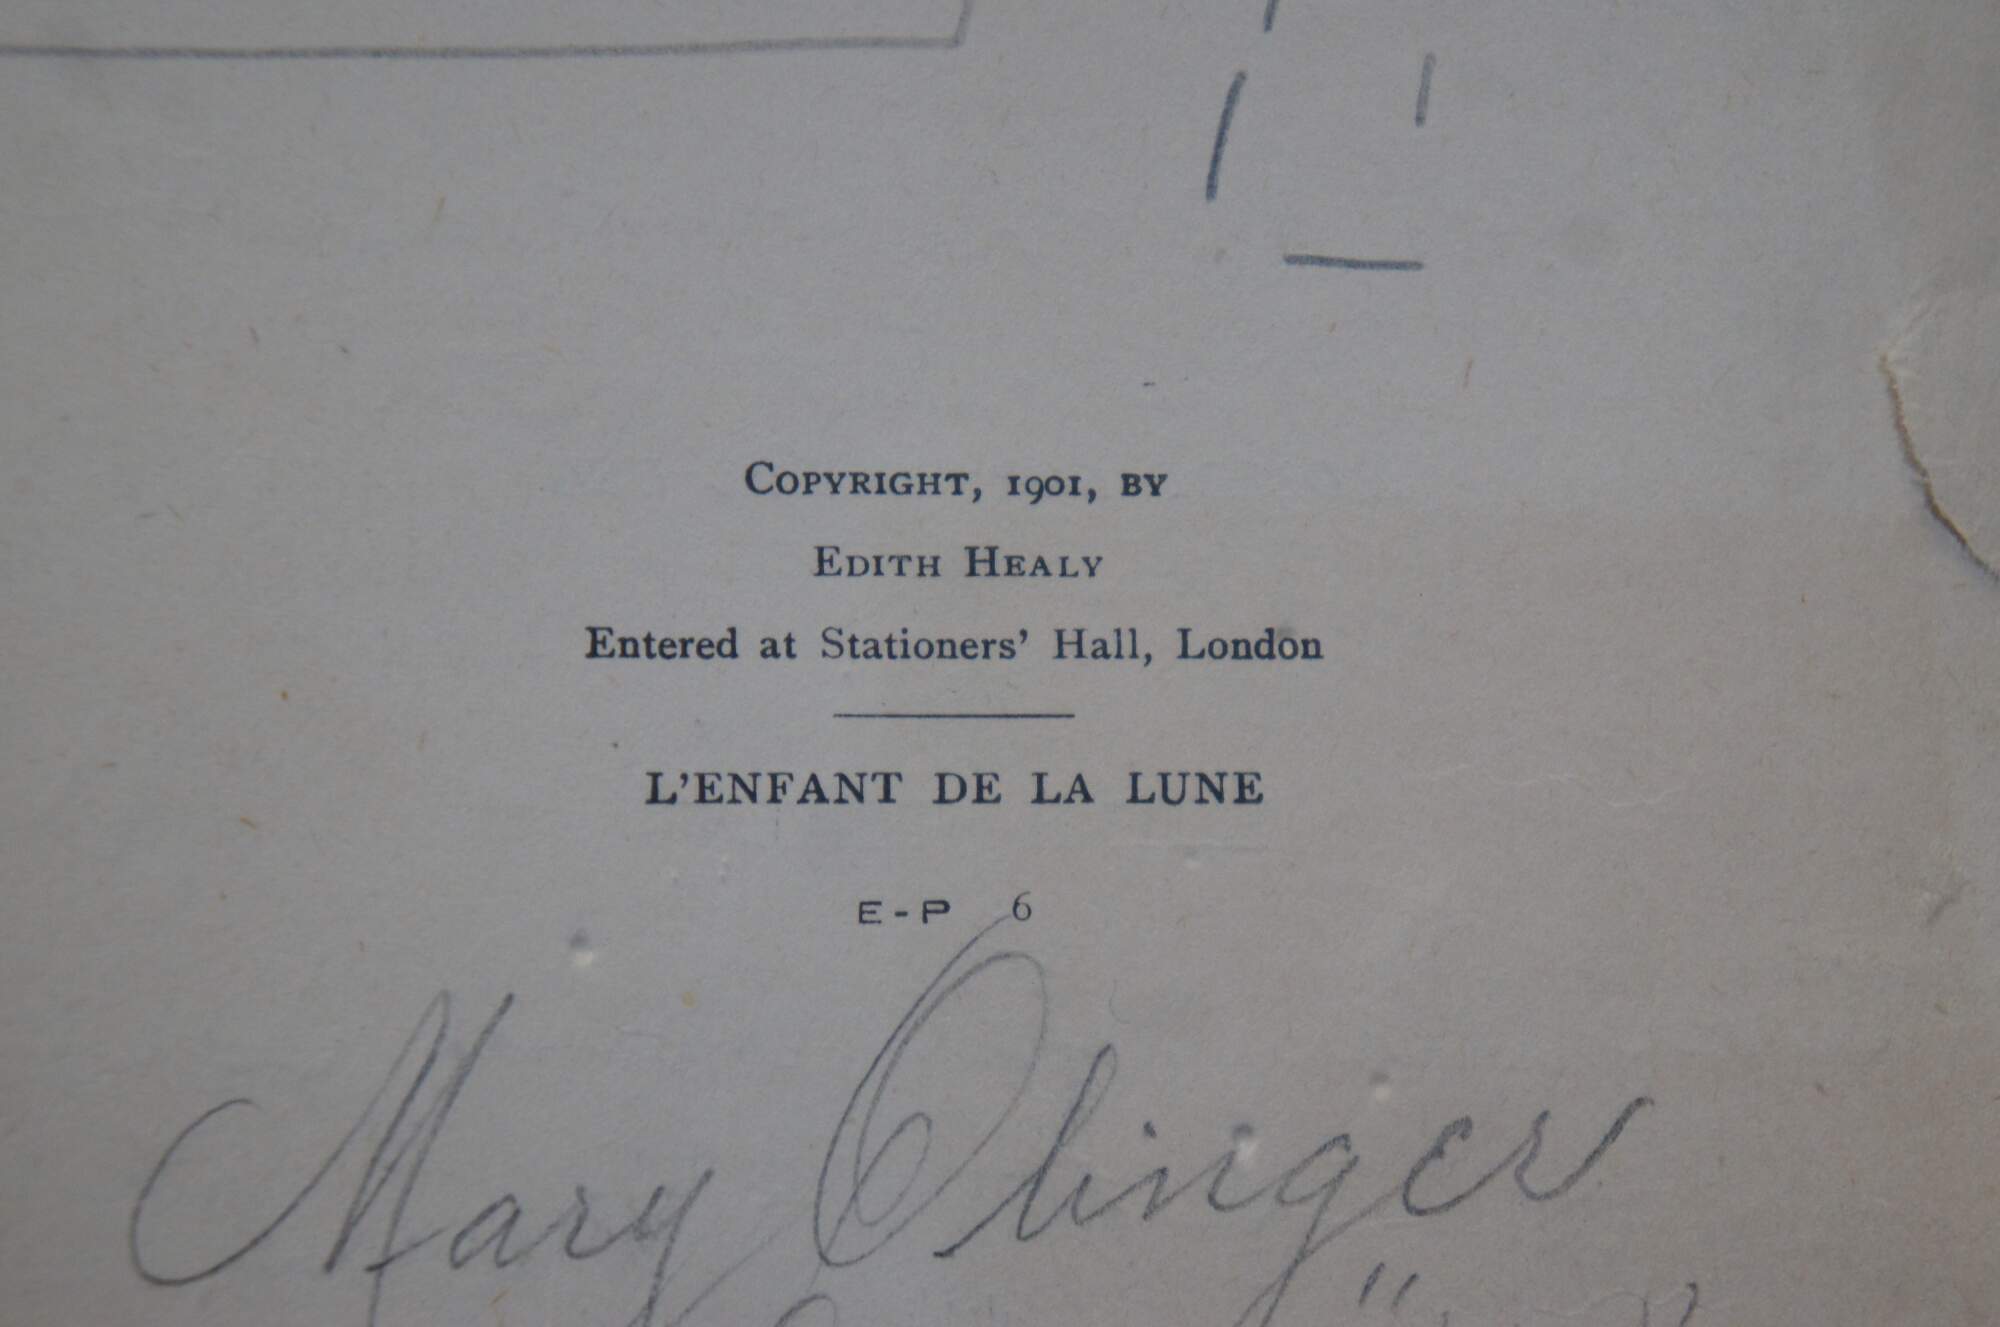 COPYRIGHT, 1901, BY
EDITH HEALY
Entered at Stationers' Hall, London
L'ENFANT DE LA LUNE
E-P 6
Mary Olinger